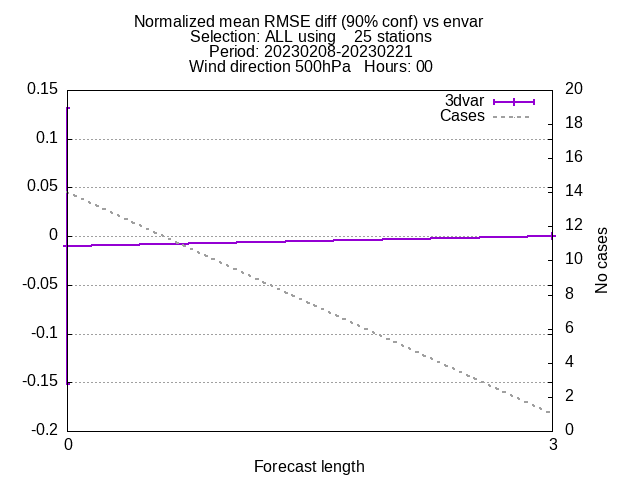 Normalized mean RMSE diff (90% conf) vs envar
Selection: ALL using    25 stations
Period: 20230208-20230221
Wind direction 500hPa   Hours: 00
0.15
0.1
0.05
0
-0.05
-0.1
-0.15
-0.2
3dvar
Cases
20
18
16
14
12
10
8
6
4
2
0
No cases
0
3
Forecast length